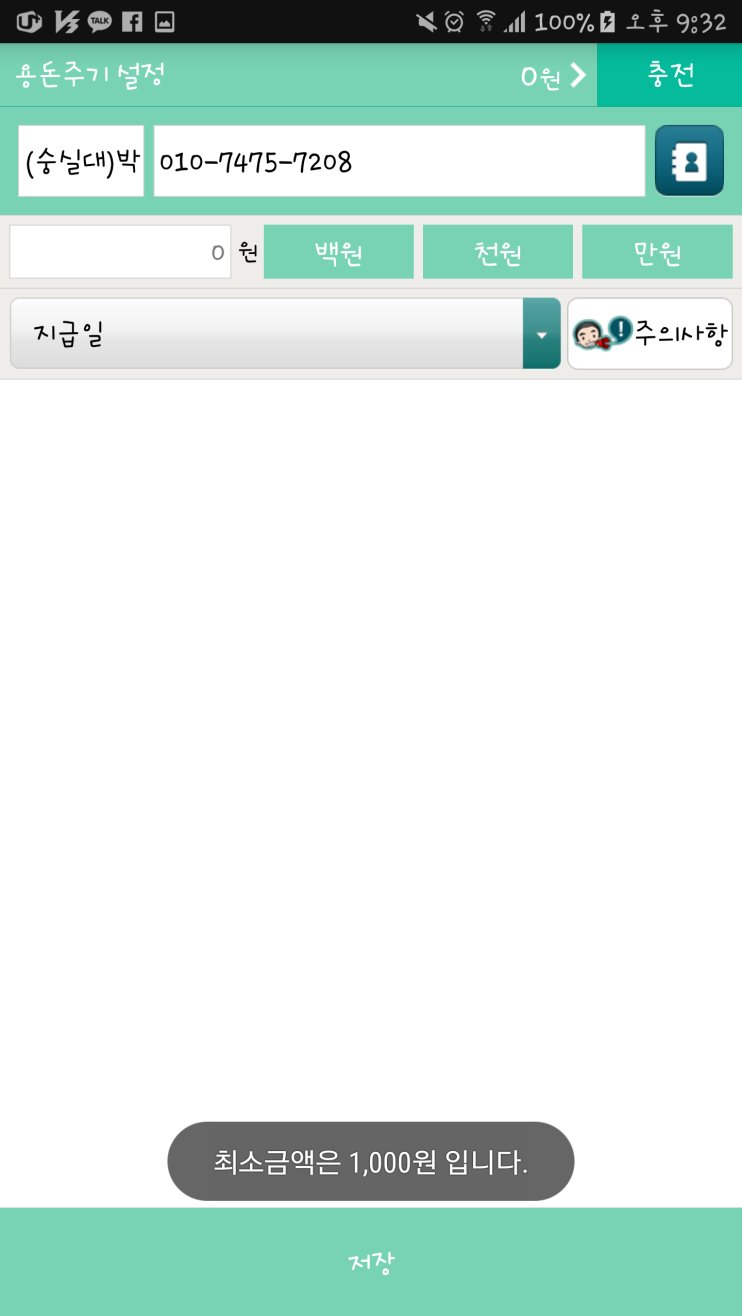 TALK 100% 오후 9:32
용돈주기 설정 0원 충전
(숭실대)박 010-7475-7208
0 원 백원 천원 만원
지급일 주의사항
최소금액은 1,000원 입니다.
저장